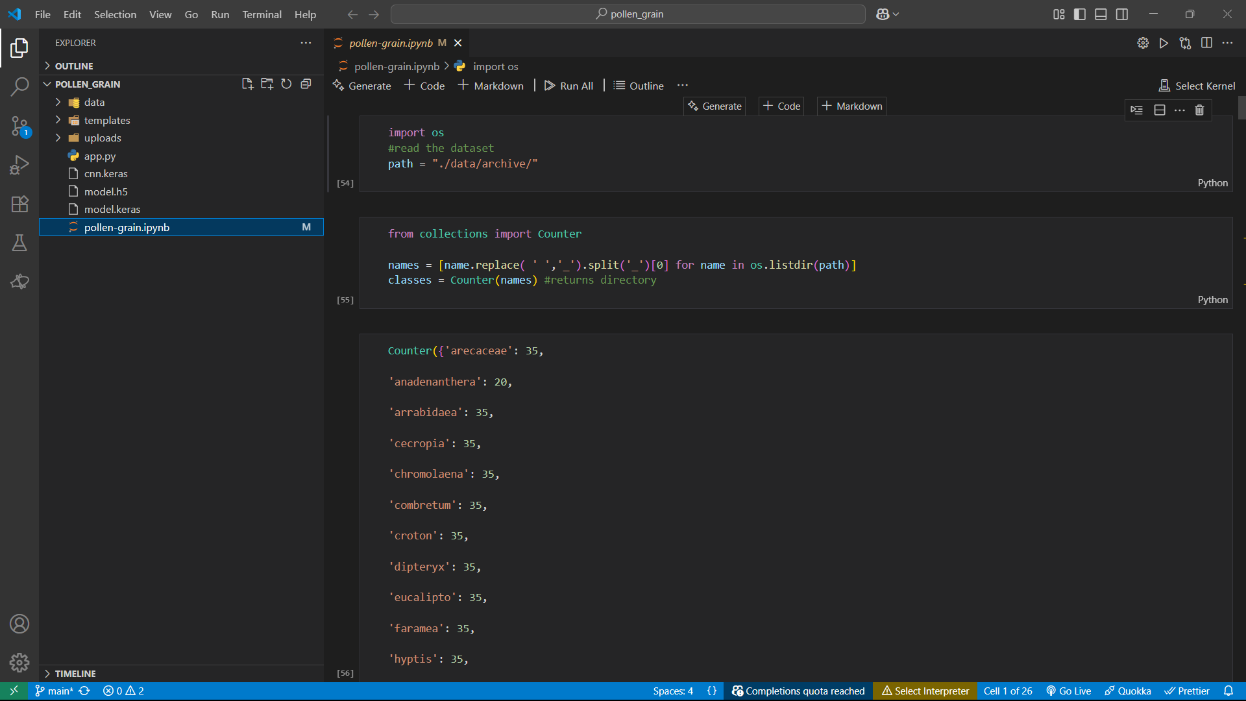 File Edit Selection View Go Run Terminal Help
pollen_grain
EXPLORER
OUTLINE
POLLEN_GRAIN
data
templates
uploads
app.py
cnn.keras
model.h5
model.keras
pollen-grain.ipynb M
TIMELINE
pollen-grain.ipynb M
pollen-grain.ipynb > import os
Generate + Code + Markdown Run All Outline ...
Select Kernel
Generate + Code + Markdown
import os
#read the dataset
path = "./data/archive/"
[54]
Python
from collections import Counter
names = [name.replace( ' ','_').split('_')[0] for name in os.listdir(path)]
classes = Counter(names) #returns directory
[55]
Python
Counter({'arecaceae': 35,
'anadenanthera': 20,
'arrabidaea': 35,
'cecropia': 35,
'chromolaena': 35,
'combretum': 35,
'croton': 35,
'dipteryx': 35,
'eucalipto': 35,
'faramea': 35,
'hyptis': 35,
[56]
1
main* 0 2
Spaces: 4 {} Completions quota reached Select Interpreter Cell 1 of 26 Go Live Quokka Prettier